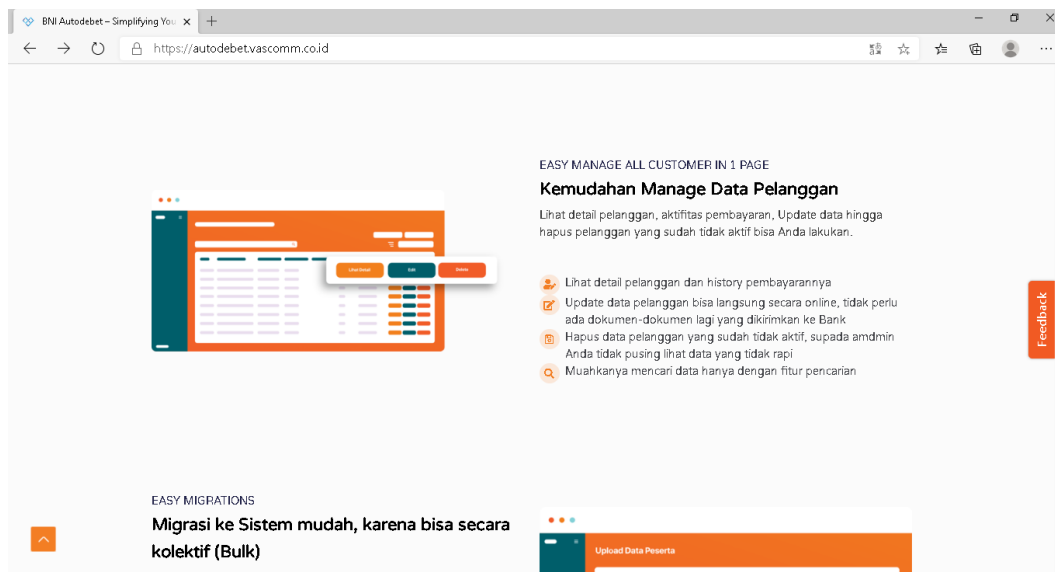 BNI Autodebet – Simplifying You
https://autodebet.vascomm.co.id
EASY MANAGE ALL CUSTOMER IN 1 PAGE
Kemudahan Manage Data Pelanggan
Lihat detail pelanggan, aktifitas pembayaran, Update data hingga
hapus pelanggan yang sudah tidak aktif bisa Anda lakukan.
Lihat Detail
Edit
Delete
Lihat detail pelanggan dan history pembayarannya
Update data pelanggan bisa langsung secara online, tidak perlu
ada dokumen-dokumen lagi yang dikirimkan ke Bank
Hapus data pelanggan yang sudah tidak aktif, supada amdmin
Anda tidak pusing lihat data yang tidak rapi
Muahkanya mencari data hanya dengan fitur pencarian
Feedback
EASY MIGRATIONS
Migrasi ke Sistem mudah, karena bisa secara
kolektif (Bulk)
Upload Data Peserta